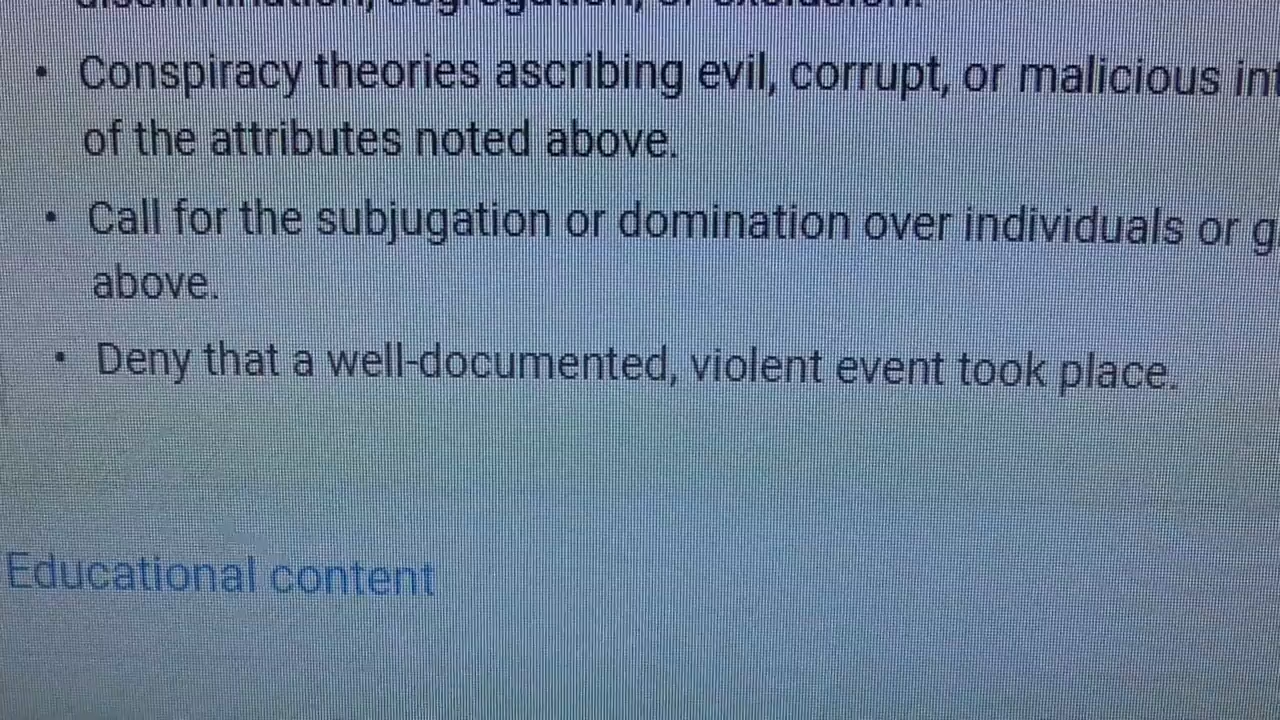 • Conspiracy theories ascribing evil, corrupt, or malicious
of the attributes noted above.
• Call for the subjugation or domination over individuals or
above.
• Deny that a well-documented, violent event took place.
Educational content